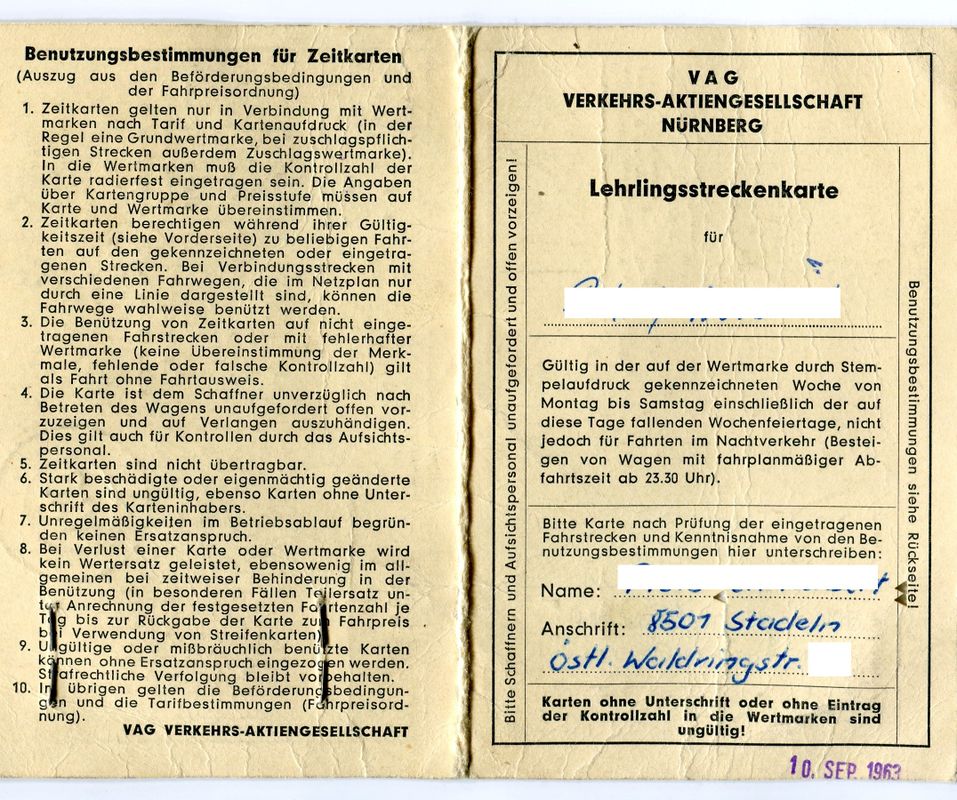 Benutzungsbestimmungen für Zeitkarten
(Auszug aus den Beförderungsbedingungen und
der Fahrpreisordnung)
1. Zeitkarten gelten nur in Verbindung mit Wert-
marken nach Tarif und Kartenaufdruck (in der
Regel eine Grundwertmarke, bei zuschlagspflich-
tigen Strecken außerdem Zuschlagswertmarke).
In die Wertmarken muß die Kontrollzahl der
Karte radierfest eingetragen sein. Die Angaben
über Kartengruppe und Preisstufe müssen auf
Karte und Wertmarke übereinstimmen.
2. Zeitkarten berechtigen während ihrer Gültig-
keitszeit (siehe Vorderseite) zu beliebigen Fahr-
ten auf den gekennzeichneten oder eingetra-
genen Strecken. Bei Verbindungsstrecken mit
verschiedenen Fahrwegen, die im Netzplan nur
durch eine Linie dargestellt sind, können die
Fahrwege wahlweise benützt werden.
3. Die Benützung von Zeitkarten auf nicht einge-
tragenen Fahrstrecken oder mit fehlerhafter
Wertmarke (keine Übereinstimmung der Merk-
male, fehlende oder falsche Kontrollzahl) gilt
als Fahrt ohne Fahrtausweis.
4. Die Karte ist dem Schaffner unverzüglich nach
Betreten des Wagens unaufgefordert offen vor-
zuzeigen und auf Verlangen auszuhändigen.
Dies gilt auch für Kontrollen durch das Aufsichts-
personal.
5. Zeitkarten sind nicht übertragbar.
6. Stark beschädigte oder eigenmächtig geänderte
Karten sind ungültig, ebenso Karten ohne Unter-
schrift des Karteninhabers.
7. Unregelmäßigkeiten im Betriebsablauf begrün-
den keinen Ersatzanspruch.
8. Bei Verlust einer Karte oder Wertmarke wird
kein Wertersatz geleistet, ebensowenig im all-
gemeinen bei zeitweiser Behinderung in der
Benützung (in besonderen Fällen Teilersatz un-
ter Anrechnung der festgesetzten Fahrtenzahl je
Tag bis zur Rückgabe der Karte zum Fahrpreis
bei Verwendung von Streifenkarten)
9. Ungültige oder mißbräuchlich benützte Karten
können ohne Ersatzanspruch eingezogen werden.
Strafrechtliche Verfolgung bleibt vorbehalten.
10. Im übrigen gelten die Beförderungsbedingun-
gen und die Tarifbestimmungen (Fahrpreisord-
nung).
VAG VERKEHRS-AKTIENGESELLSCHAFT
VAG
VERKEHRS-AKTIENGESELLSCHAFT
NÜRNBERG
Bitte Schaffnern und Aufsichtspersonal unaufgefordert und offen vorzeigen!
Lehrlingsstreckenkarte
für
Gültig in der auf der Wertmarke durch Stem-
pelaufdruck gekennzeichneten Woche von
Montag bis Samstag einschließlich der auf
diese Tage fallenden Wochenfeiertage, nicht
jedoch für Fahrten im Nachtverkehr (Bestei-
gen von Wagen mit fahrplanmäßiger Ab-
fahrtszeit ab 23.30 Uhr).
Bitte Karte nach Prüfung der eingetragenen
Fahrstrecken und Kenntnisnahme von den Be-
nutzungsbestimmungen hier unterschreiben:
Name:
Anschrift: 8501 Stadeln
östl. Waldringstr.
Karten ohne Unterschrift oder ohne Eintrag
der Kontrollzahl in die Wertmarken sind
ungültig!
Benutzungsbestimmungen siehe Rückseite!
10. SEP. 1963